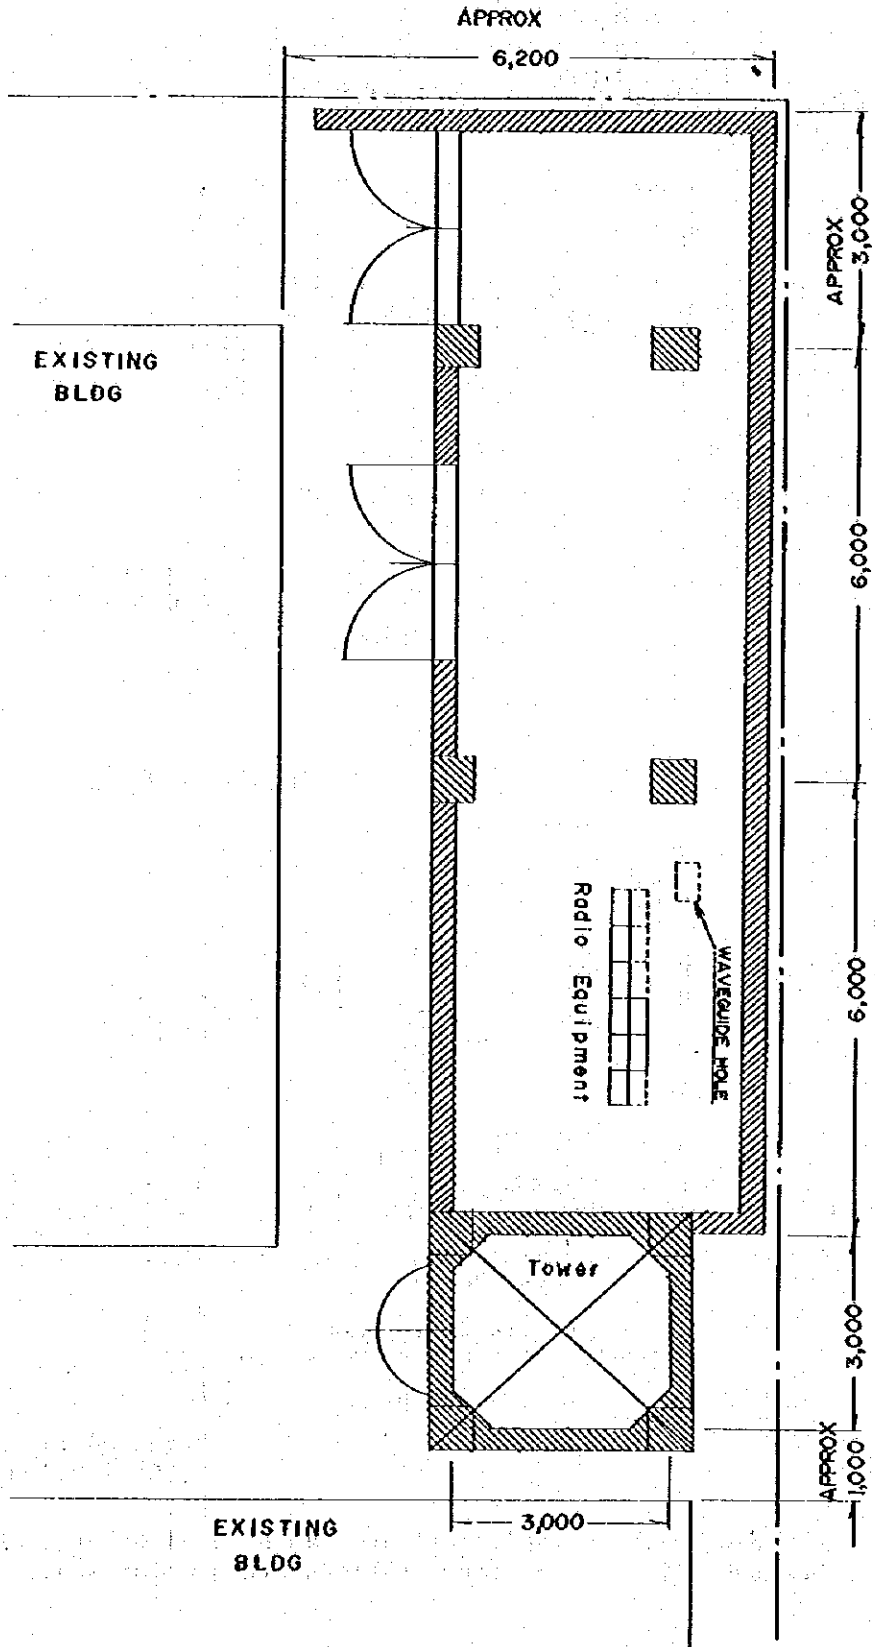 APPROX
6,200
APPROX
3,000
EXISTING
BLDG
6,000
WAVEGUIDE HOLE
Radio Equipment
6,000
Tower
3,000
APPROX
1,000
3,000
EXISTING
BLDG